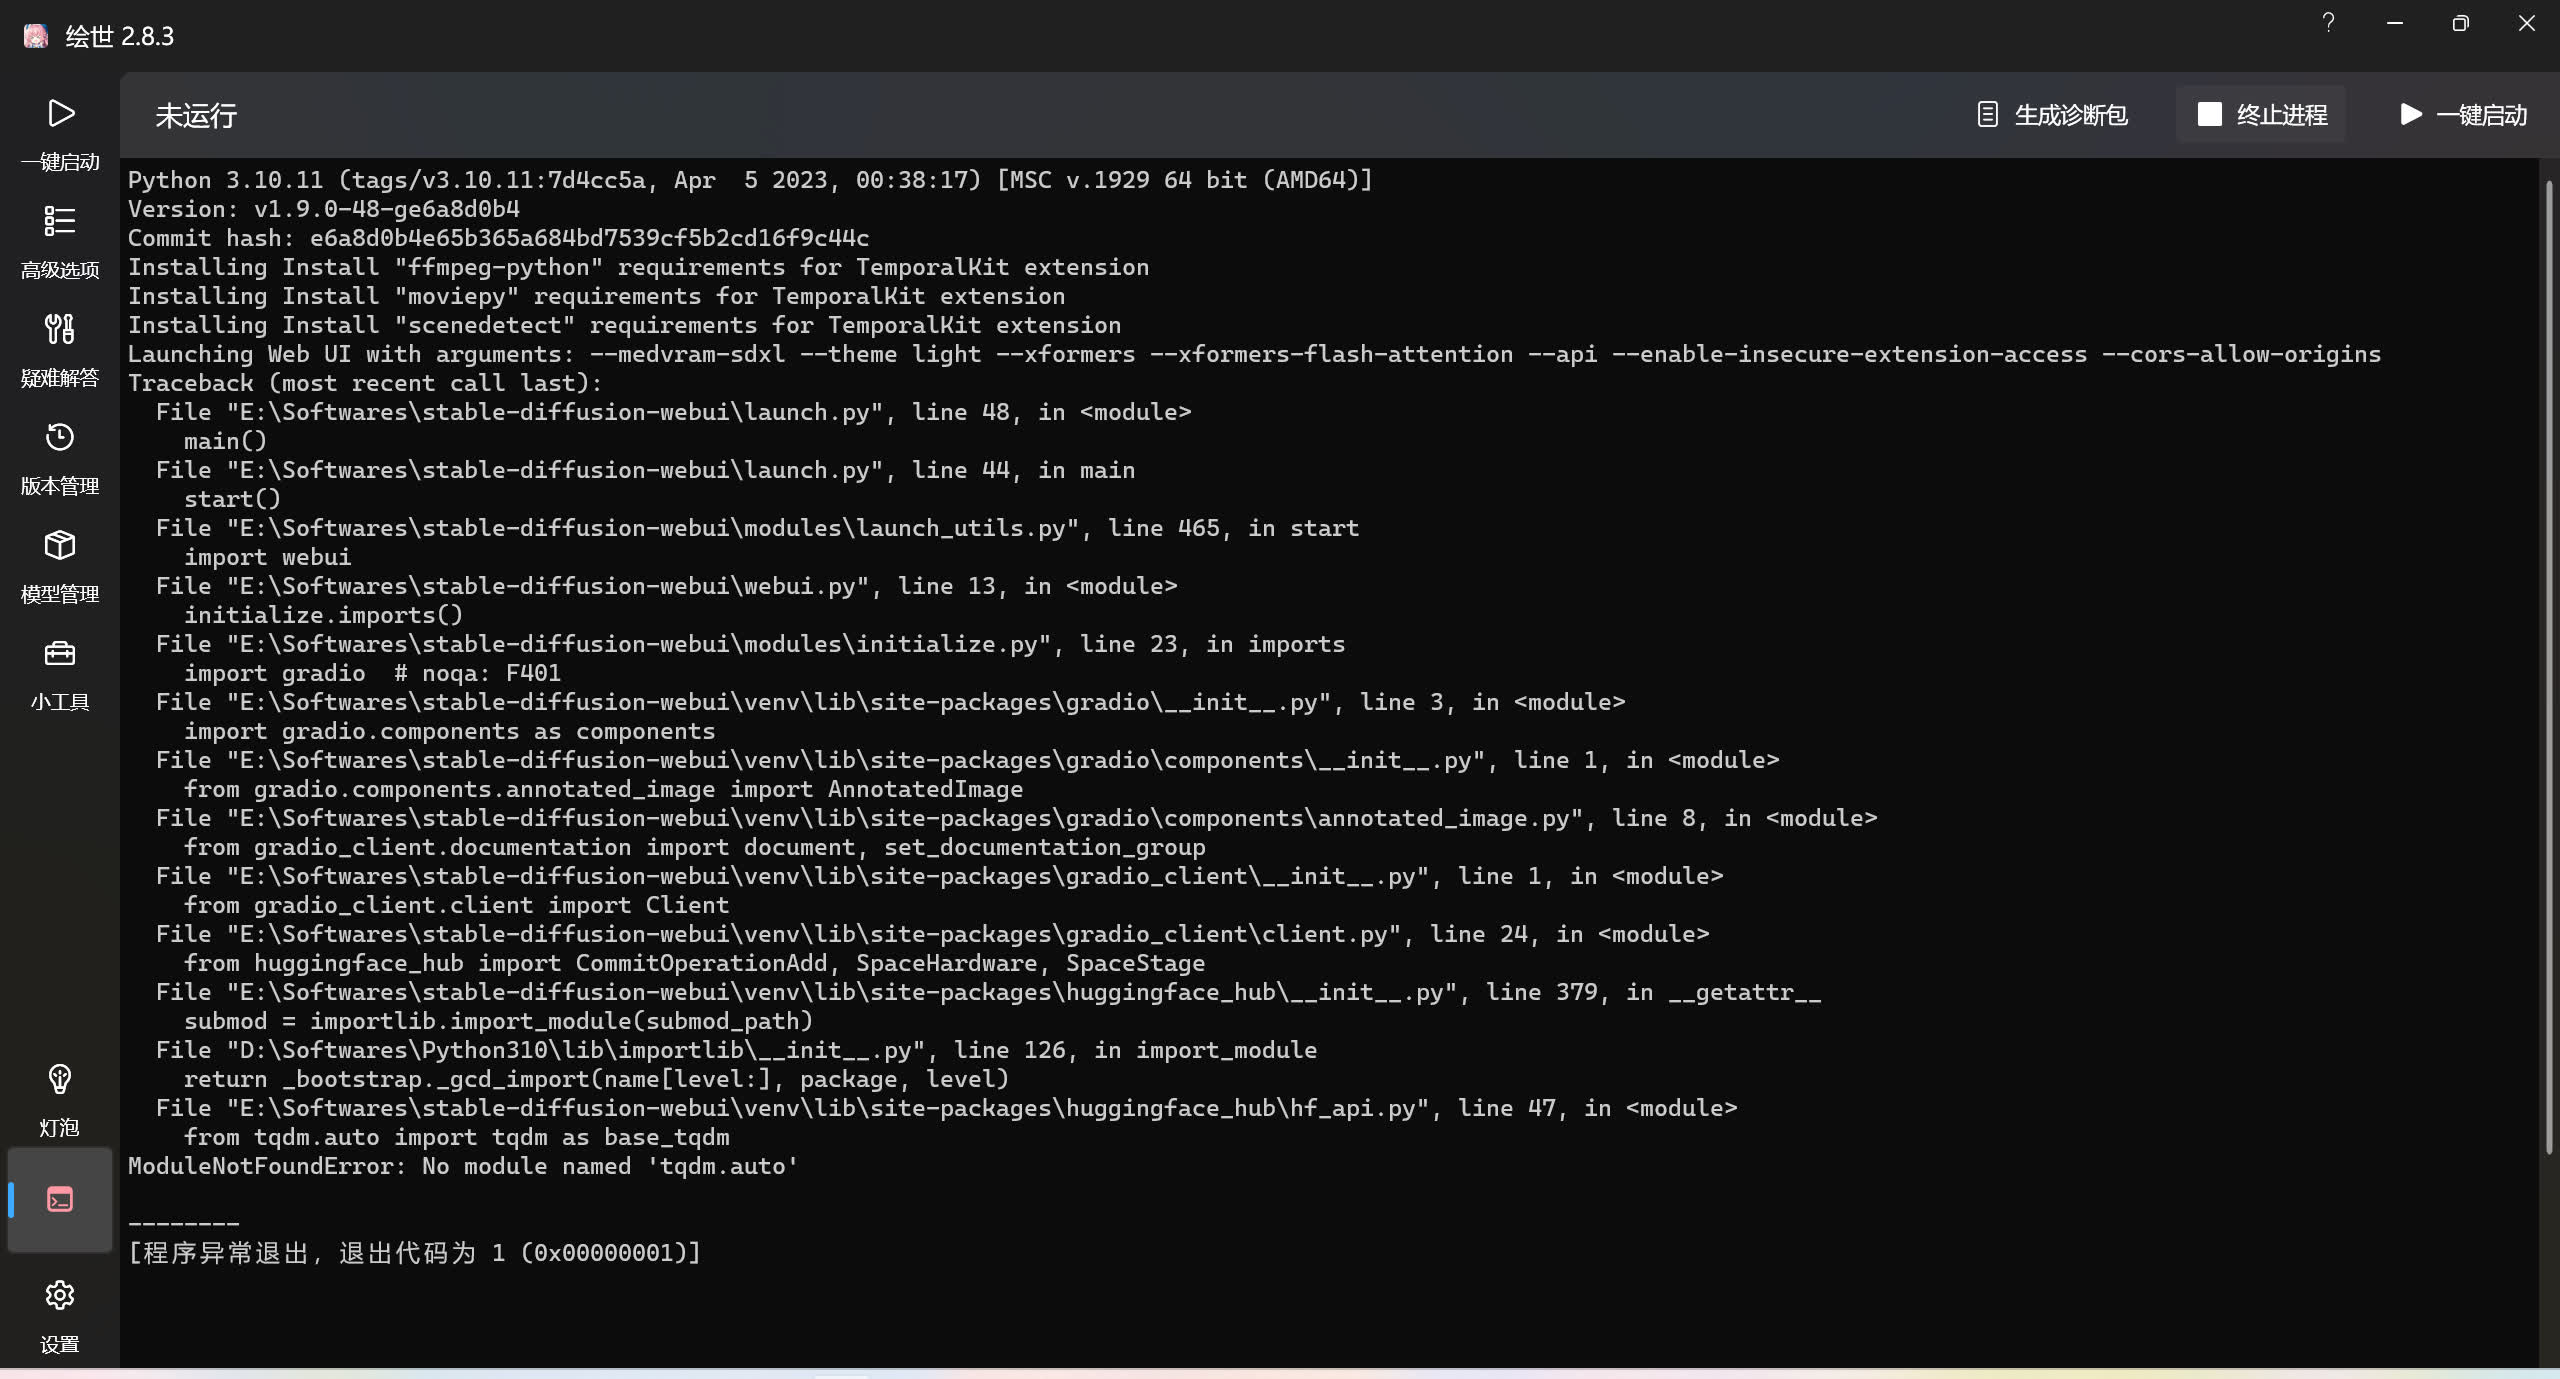 绘世 2.8.3
一键启动
高级选项
疑难解答
版本管理
模型管理
小工具
灯泡
设置
未运行
生成诊断包
终止进程
一键启动
Python 3.10.11 (tags/v3.10.11:7d4cc5a, Apr  5 2023, 00:38:17) [MSC v.1929 64 bit (AMD64)]
Version: v1.9.0-48-ge6a8d0b4
Commit hash: e6a8d0b4e65b365a684bd7539cf5b2cd16f9c44c
Installing Install "ffmpeg-python" requirements for TemporalKit extension
Installing Install "moviepy" requirements for TemporalKit extension
Installing Install "scenedetect" requirements for TemporalKit extension
Launching Web UI with arguments: --medvram-sdxl --theme light --xformers --xformers-flash-attention --api --enable-insecure-extension-access --cors-allow-origins
Traceback (most recent call last):
  File "E:\Softwares\stable-diffusion-webui\launch.py", line 48, in <module>
    main()
  File "E:\Softwares\stable-diffusion-webui\launch.py", line 44, in main
    start()
  File "E:\Softwares\stable-diffusion-webui\modules\launch_utils.py", line 465, in start
    import webui
  File "E:\Softwares\stable-diffusion-webui\webui.py", line 13, in <module>
    initialize.imports()
  File "E:\Softwares\stable-diffusion-webui\modules\initialize.py", line 23, in imports
    import gradio  # noqa: F401
  File "E:\Softwares\stable-diffusion-webui\venv\lib\site-packages\gradio\__init__.py", line 3, in <module>
    import gradio.components as components
  File "E:\Softwares\stable-diffusion-webui\venv\lib\site-packages\gradio\components\__init__.py", line 1, in <module>
    from gradio.components.annotated_image import AnnotatedImage
  File "E:\Softwares\stable-diffusion-webui\venv\lib\site-packages\gradio\components\annotated_image.py", line 8, in <module>
    from gradio_client.documentation import document, set_documentation_group
  File "E:\Softwares\stable-diffusion-webui\venv\lib\site-packages\gradio_client\__init__.py", line 1, in <module>
    from gradio_client.client import Client
  File "E:\Softwares\stable-diffusion-webui\venv\lib\site-packages\gradio_client\client.py", line 24, in <module>
    from huggingface_hub import CommitOperationAdd, SpaceHardware, SpaceStage
  File "E:\Softwares\stable-diffusion-webui\venv\lib\site-packages\huggingface_hub\__init__.py", line 379, in __getattr__
    submod = importlib.import_module(submod_path)
  File "D:\Softwares\Python310\lib\importlib\__init__.py", line 126, in import_module
    return _bootstrap._gcd_import(name[level:], package, level)
  File "E:\Softwares\stable-diffusion-webui\venv\lib\site-packages\huggingface_hub\hf_api.py", line 47, in <module>
    from tqdm.auto import tqdm as base_tqdm
ModuleNotFoundError: No module named 'tqdm.auto'
--------
[程序异常退出, 退出代码为 1 (0x00000001)]